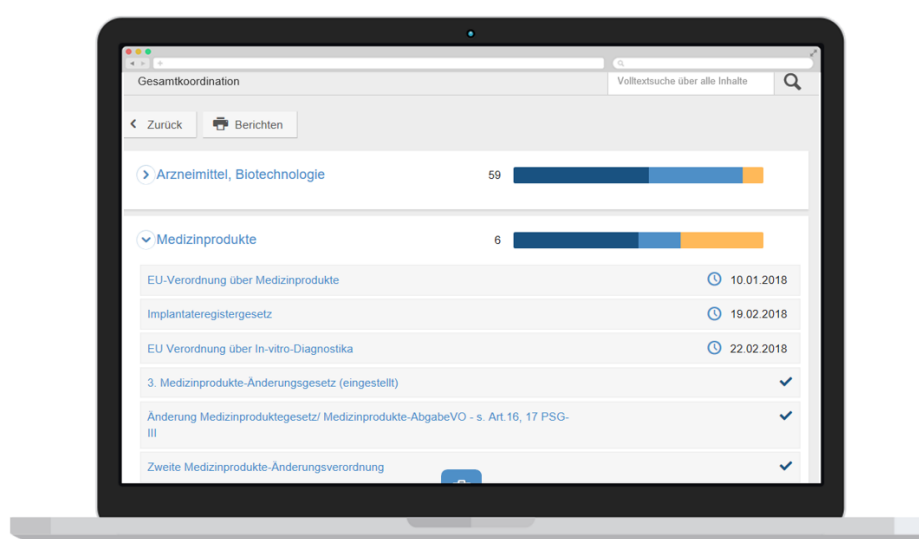 Gesamtkoordination
Volltextsuche über alle Inhalte
Zurück
Berichten
Arzneimittel, Biotechnologie
59
Medizinprodukte
6
EU-Verordnung über Medizinprodukte
10.01.2018
Implantateregistergesetz
19.02.2018
EU Verordnung über In-vitro-Diagnostika
22.02.2018
3. Medizinprodukte-Änderungsgesetz (eingestellt)
Änderung Medizinproduktegesetz/ Medizinprodukte-AbgabeVO - s. Art.16, 17 PSG-
III
Zweite Medizinprodukte-Änderungsverordnung